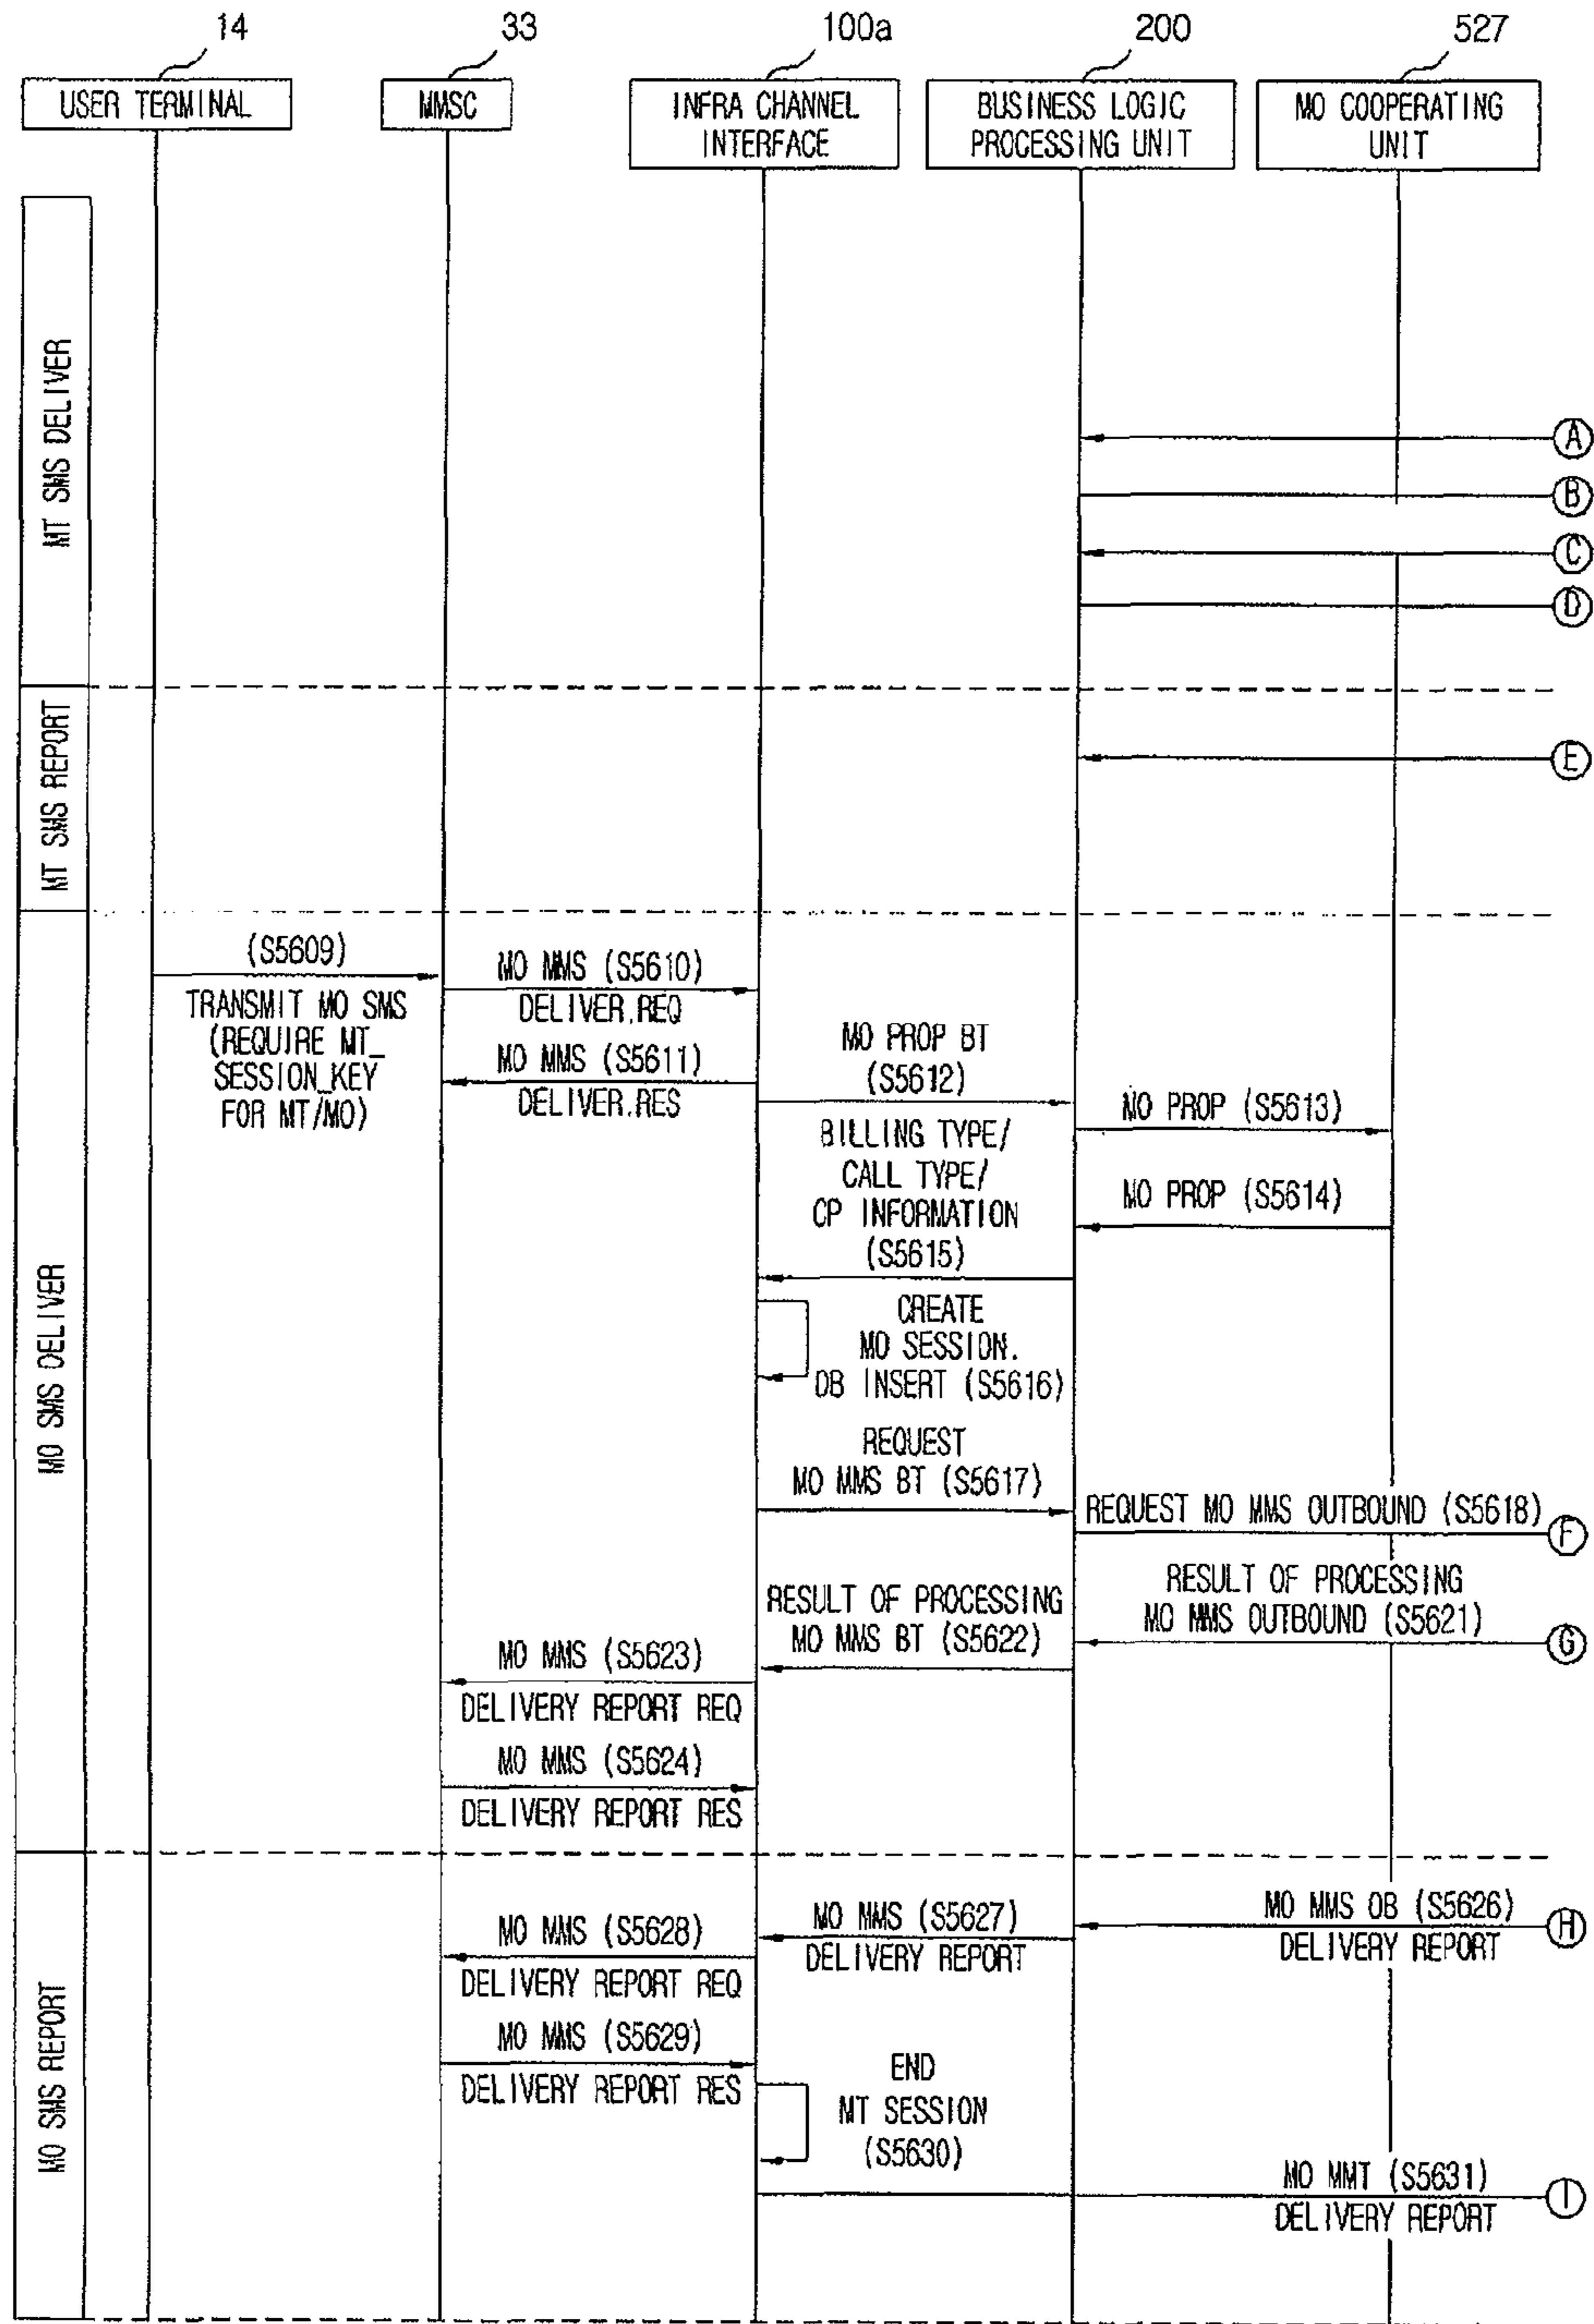 14
33
100a
200
527
USER TERMINAL
MMSC
INFRA CHANNEL
INTERFACE
BUSINESS LOGIC
PROCESSING UNIT
MO COOPERATING
UNIT
MT SMS DELIVER
A
B
C
D
MT SMS REPORT
E
MO SMS DELIVER
(S5609)
TRANSMIT MO SMS
(REQUIRE MT_
SESSION_KEY
FOR MT/MO)
MO MMS (S5610)
DELIVER.REQ
MO MMS (S5611)
DELIVER.RES
MO PROP BT
(S5612)
MO PROP (S5613)
MO PROP (S5614)
BILLING TYPE/
CALL TYPE/
CP INFORMATION
(S5615)
CREATE
MO SESSION.
DB INSERT (S5616)
REQUEST
MO MMS BT (S5617)
REQUEST MO MMS OUTBOUND (S5618)
F
RESULT OF PROCESSING
MO MMS OUTBOUND (S5621)
G
RESULT OF PROCESSING
MO MMS BT (S5622)
MO MMS (S5623)
DELIVERY REPORT REQ
MO MMS (S5624)
DELIVERY REPORT RES
MO SMS REPORT
MO MMS OB (S5626)
DELIVERY REPORT
H
MO MMS (S5627)
DELIVERY REPORT
MO MMS (S5628)
DELIVERY REPORT REQ
MO MMS (S5629)
DELIVERY REPORT RES
END
MT SESSION
(S5630)
MO MMT (S5631)
DELIVERY REPORT
I